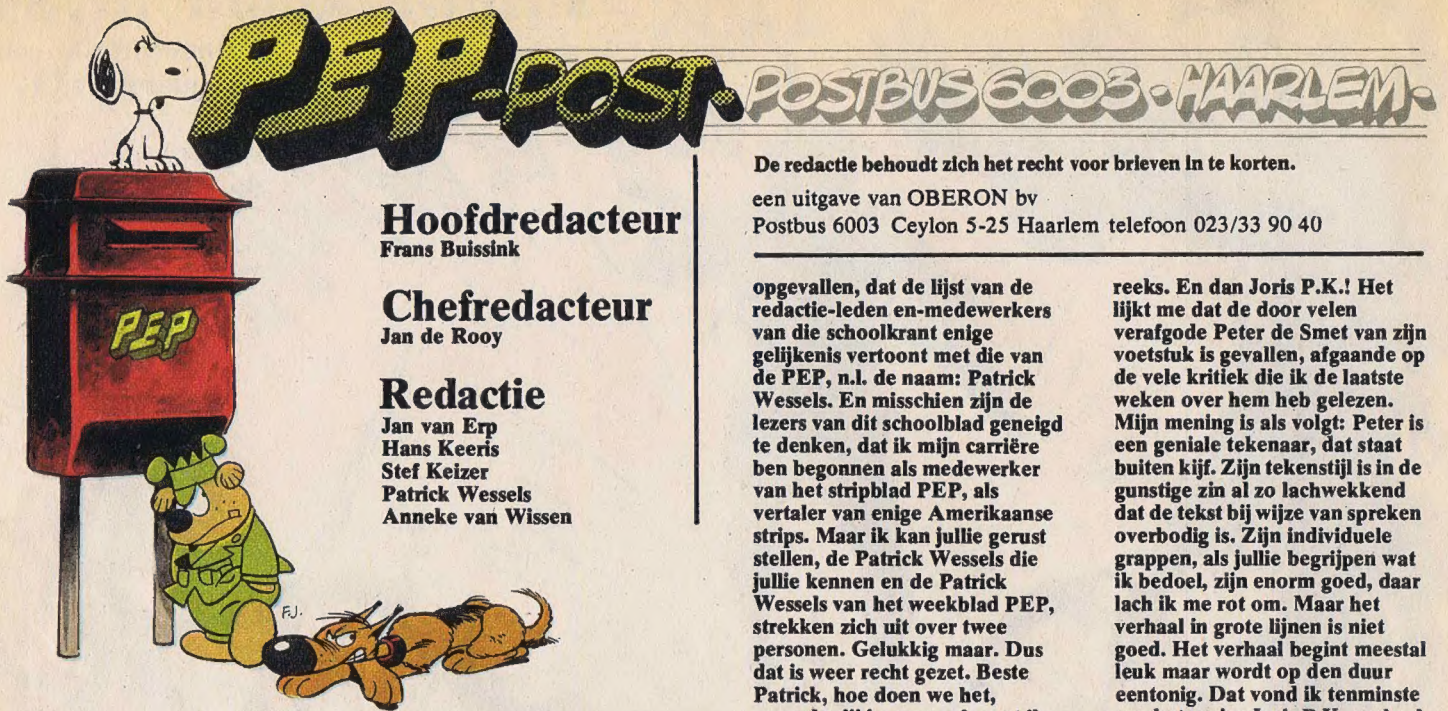 PEP-POST-
POSTBUS 6003 • HAARLEM-
PEP
F.J.
Hoofdredacteur
Frans Buissink
Chefredacteur
Jan de Rooy
Redactie
Jan van Erp
Hans Keeris
Stef Keizer
Patrick Wessels
Anneke van Wissen
De redactie behoudt zich het recht voor brieven in te korten.
een uitgave van OBERON bv
Postbus 6003 Ceylon 5-25 Haarlem telefoon 023/33 90 40
opgevallen, dat de lijst van de
redactie-leden en-medewerkers
van die schoolkrant enige
gelijkenis vertoont met die van
de PEP, n.l. de naam: Patrick
Wessels. En misschien zijn de
lezers van dit schoolblad geneigd
te denken, dat ik mijn carrière
ben begonnen als medewerker
van het stripblad PEP, als
vertaler van enige Amerikaanse
strips. Maar ik kan jullie gerust
stellen, de Patrick Wessels die
jullie kennen en de Patrick
Wessels van het weekblad PEP,
strekken zich uit over twee
personen. Gelukkig maar. Dus
dat is weer recht gezet. Beste
Patrick, hoe doen we het,
reeks. En dan Joris P.K.! Het
lijkt me dat de door velen
verafgode Peter de Smet van zijn
voetstuk is gevallen, afgaande op
de vele kritiek die ik de laatste
weken over hem heb gelezen.
Mijn mening is als volgt: Peter is
een geniale tekenaar, dat staat
buiten kijf. Zijn tekenstijl is in de
gunstige zin al zo lachwekkend
dat de tekst bij wijze van spreken
overbodig is. Zijn individuele
grappen, als jullie begrijpen wat
ik bedoel, zijn enorm goed, daar
lach ik me rot om. Maar het
verhaal in grote lijnen is niet
goed. Het verhaal begint meestal
leuk maar wordt op den duur
eentonig. Dat vond ik tenminste